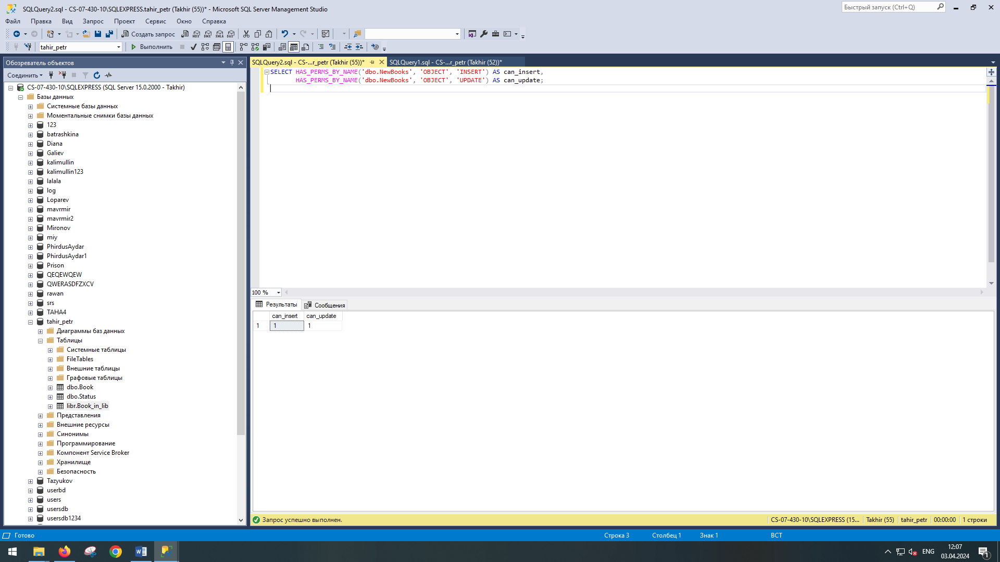 SQLQuery2.sql - CS-07-430-10\SQLEXPRESS.tahir_petr (Takhir (55))* - Microsoft SQL Server Management Studio
Быстрый запуск (Ctrl+Q)
Файл Правка Вид Запрос Проект Сервис Окно Справка
Создать запрос MDX DMX XMLA DAX
tahir_petr Выполнить
Обозреватель объектов
SQLQuery2.sql - CS-...r_petr (Takhir (55))* SQLQuery1.sql - CS-...r_petr (Takhir (52))*
Соединить
CS-07-430-10\SQLEXPRESS (SQL Server 15.0.2000 - Takhir)
Базы данных
Системные базы данных
Моментальные снимки базы данных
123
batrashkina
Diana
Galiev
kalimullin
kalimullin123
lalala
log
Loparev
mavrmir
mavrmir2
Mironov
miy
PhirdusAydar
PhirdusAydar1
Prison
QEQEWQEW
QWERASDFZXCV
rawan
srs
TAHA4
tahir_petr
Диаграммы баз данных
Таблицы
Системные таблицы
FileTables
Внешние таблицы
Графовые таблицы
dbo.Book
dbo.Status
libr.Book_in_lib
Представления
Внешние ресурсы
Синонимы
Программирование
Компонент Service Broker
Хранилище
Безопасность
Tazyukov
userbd
users
usersdb
usersdb1234
SELECT HAS_PERMS_BY_NAME('dbo.NewBooks', 'OBJECT', 'INSERT') AS can_insert,
HAS_PERMS_BY_NAME('dbo.NewBooks', 'OBJECT', 'UPDATE') AS can_update;
100 %
Результаты Сообщения
can_insert can_update
1 1 1
Запрос успешно выполнен. CS-07-430-10\SQLEXPRESS (15... Takhir (55) tahir_petr 00:00:00 1 строки
Готово Строка 3 Столбец 1 Знак 1 ВСТ
ENG 12:07
03.04.2024
1